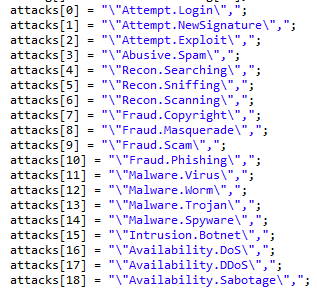 attacks[0] = "\"Attempt.Login\",";
attacks[1] = "\"Attempt.NewSignature\",";
attacks[2] = "\"Attempt.Exploit\",";
attacks[3] = "\"Abusive.Spam\",";
attacks[4] = "\"Recon.Searching\",";
attacks[5] = "\"Recon.Sniffing\",";
attacks[6] = "\"Recon.Scanning\",";
attacks[7] = "\"Fraud.Copyright\",";
attacks[8] = "\"Fraud.Masquerade\",";
attacks[9] = "\"Fraud.Scam\",";
attacks[10] = "\"Fraud.Phishing\",";
attacks[11] = "\"Malware.Virus\",";
attacks[12] = "\"Malware.Worm\",";
attacks[13] = "\"Malware.Trojan\",";
attacks[14] = "\"Malware.Spyware\",";
attacks[15] = "\"Intrusion.Botnet\",";
attacks[16] = "\"Availability.DoS\",";
attacks[17] = "\"Availability.DDoS\",";
attacks[18] = "\"Availability.Sabotage\",";